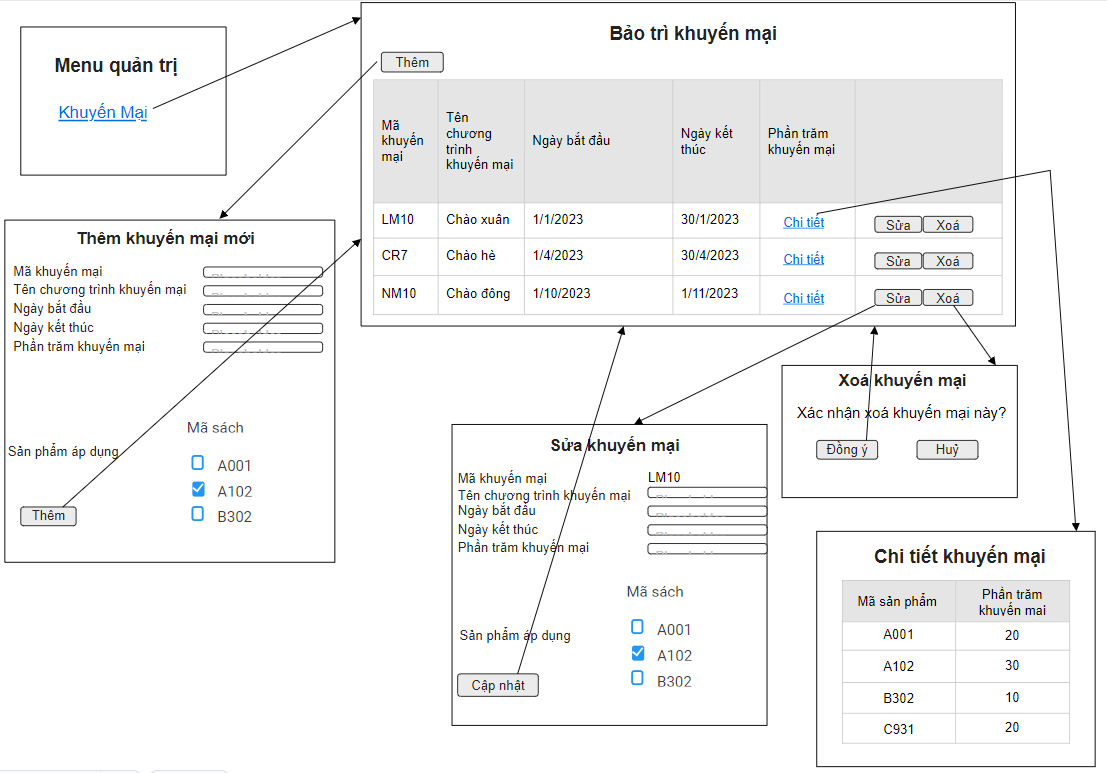 Menu quản trị
Khuyến Mại
Bảo trì khuyến mại
Thêm
Mã khuyến mại
Tên chương trình khuyến mại
Ngày bắt đầu
Ngày kết thúc
Phần trăm khuyến mại
LM10 Chào xuân 1/1/2023 30/1/2023 Chi tiết Sửa Xoá
CR7 Chào hè 1/4/2023 30/4/2023 Chi tiết Sửa Xoá
NM10 Chào đông 1/10/2023 1/11/2023 Chi tiết Sửa Xoá
Thêm khuyến mại mới
Mã khuyến mại
Tên chương trình khuyến mại
Ngày bắt đầu
Ngày kết thúc
Phần trăm khuyến mại
Mã sách
Sản phẩm áp dụng
A001
A102
B302
Thêm
Sửa khuyến mại
Mã khuyến mại LM10
Tên chương trình khuyến mại
Ngày bắt đầu
Ngày kết thúc
Phần trăm khuyến mại
Mã sách
Sản phẩm áp dụng
A001
A102
B302
Cập nhật
Xoá khuyến mại
Xác nhận xoá khuyến mại này?
Đồng ý Huỷ
Chi tiết khuyến mại
Mã sản phẩm Phần trăm khuyến mại
A001 20
A102 30
B302 10
C931 20